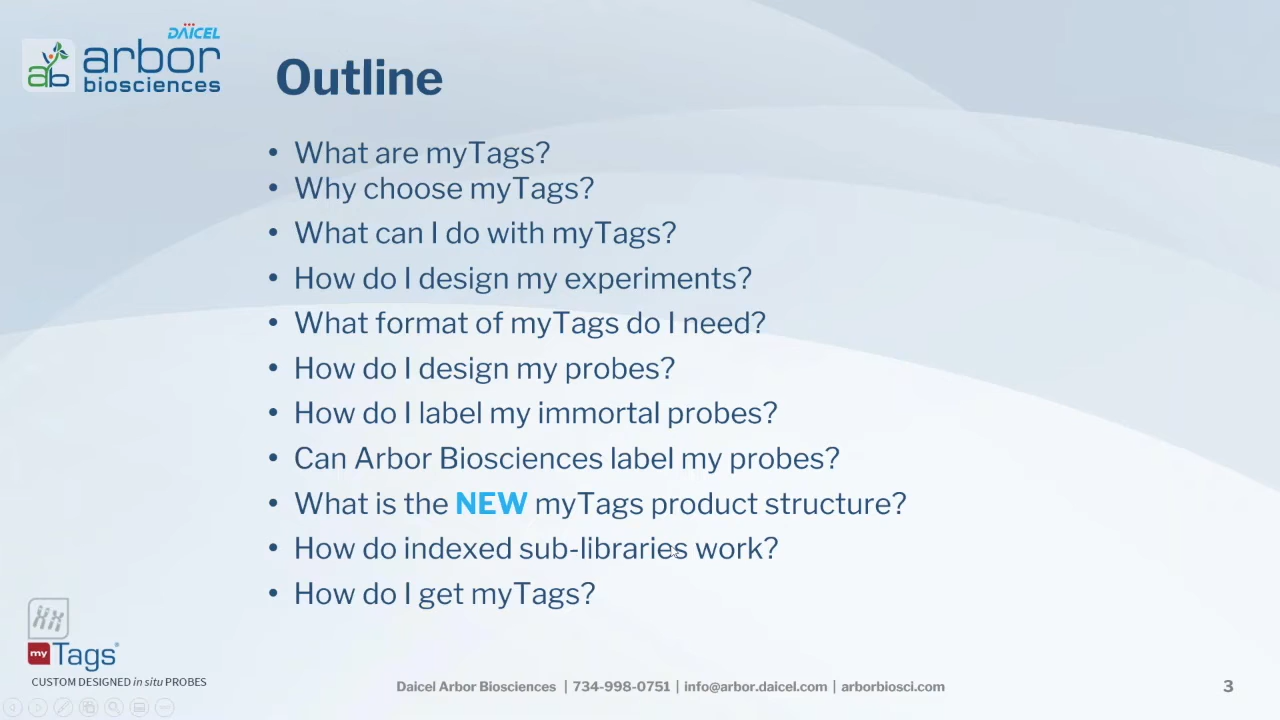 DAICEL
arbor
biosciences
ab
Outline
• What are myTags?
• Why choose myTags?
• What can I do with myTags?
• How do I design my experiments?
• What format of myTags do I need?
• How do I design my probes?
• How do I label my immortal probes?
• Can Arbor Biosciences label my probes?
• What is the NEW myTags product structure?
• How do indexed sub-libraries work?
• How do I get myTags?
my Tags®
CUSTOM DESIGNED in situ PROBES
Daicel Arbor Biosciences | 734-998-0751 | info@arbor.daicel.com | arborbiosci.com
3